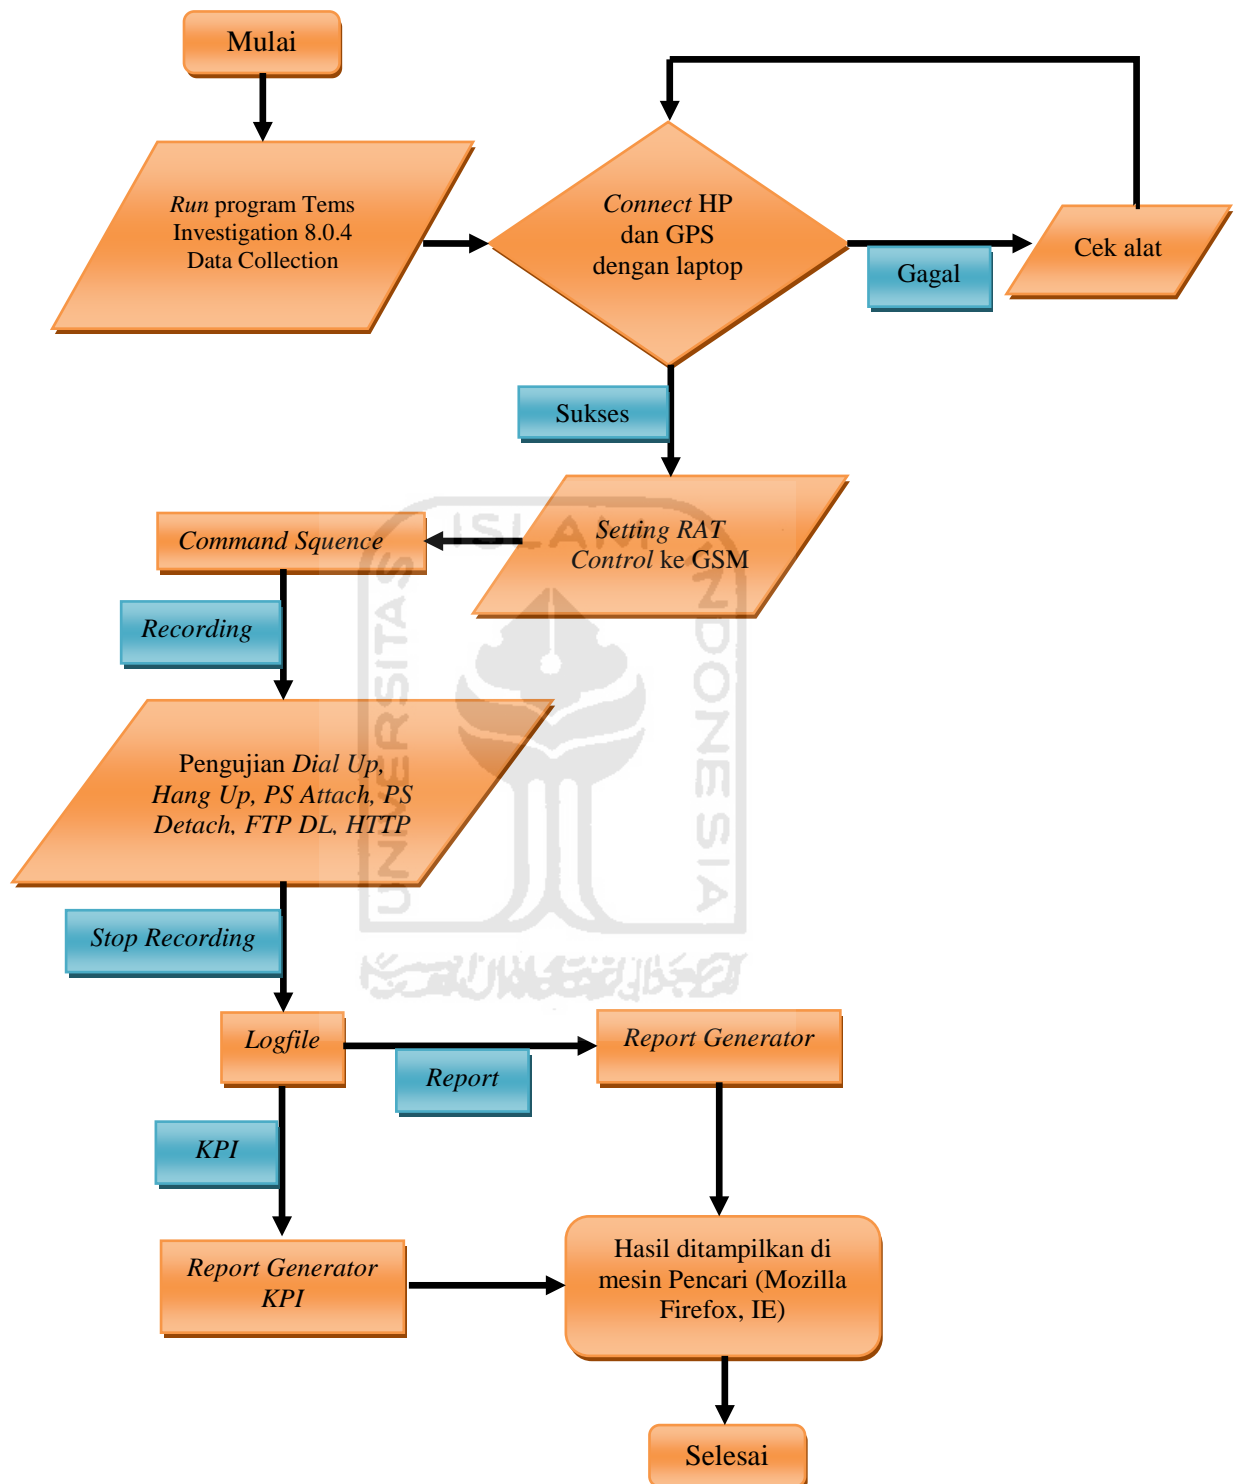 Mulai
Run program Tems
Investigation 8.0.4
Data Collection
Connect HP
dan GPS
dengan laptop
Gagal
Cek alat
Sukses
Setting RAT
Control ke GSM
Command Squence
Recording
Pengujian Dial Up,
Hang Up, PS Attach, PS
Detach, FTP DL, HTTP
Stop Recording
Logfile
Report
Report Generator
KPI
Report Generator
KPI
Hasil ditampilkan di
mesin Pencari (Mozilla
Firefox, IE)
Selesai
UNIVERSITAS
ISLAM
INDONESIA